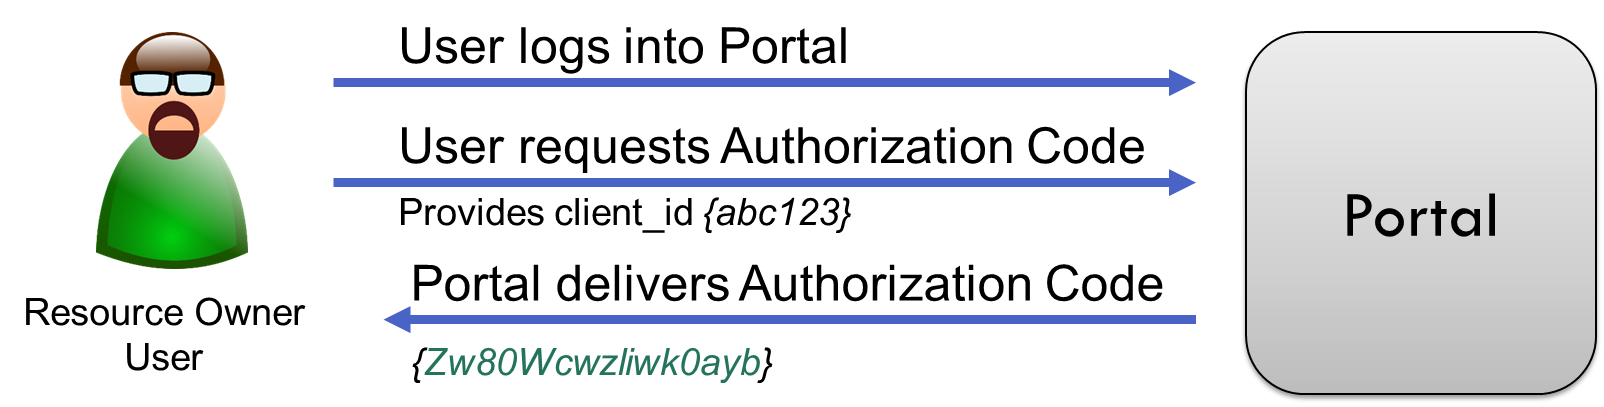 User logs into Portal
User requests Authorization Code
Provides client_id {abc123}
Portal delivers Authorization Code
{Zw80Wcwzliwk0ayb}
Resource Owner
User
Portal